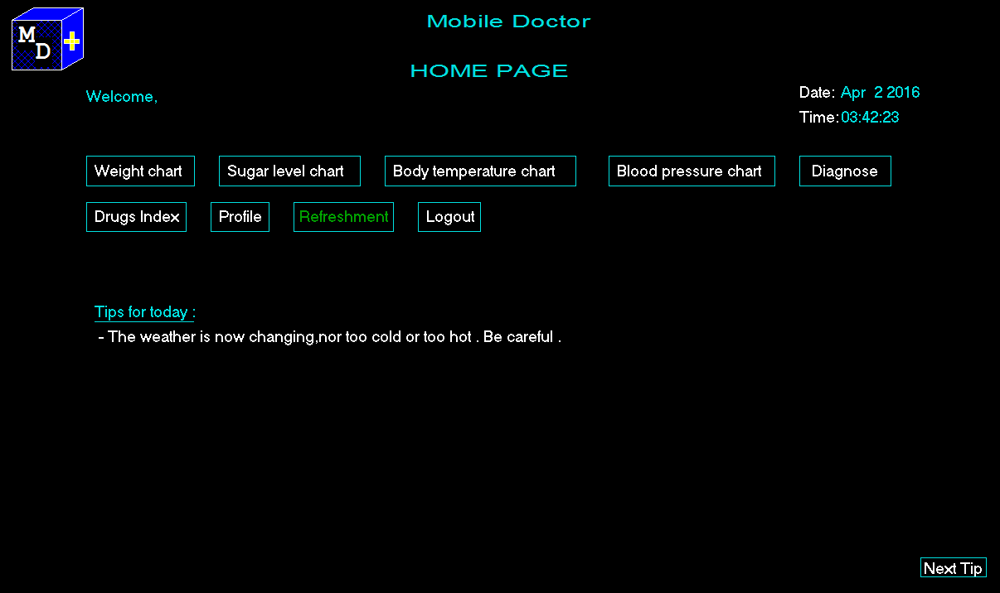 MD
Mobile Doctor
HOME PAGE
Welcome,
Date: Apr 2 2016
Time:03:42:23
Weight chart Sugar level chart Body temperature chart Blood pressure chart Diagnose
Drugs Index Profile Refreshment Logout
Tips for today :
- The weather is now changing,nor too cold or too hot . Be careful .
Next Tip